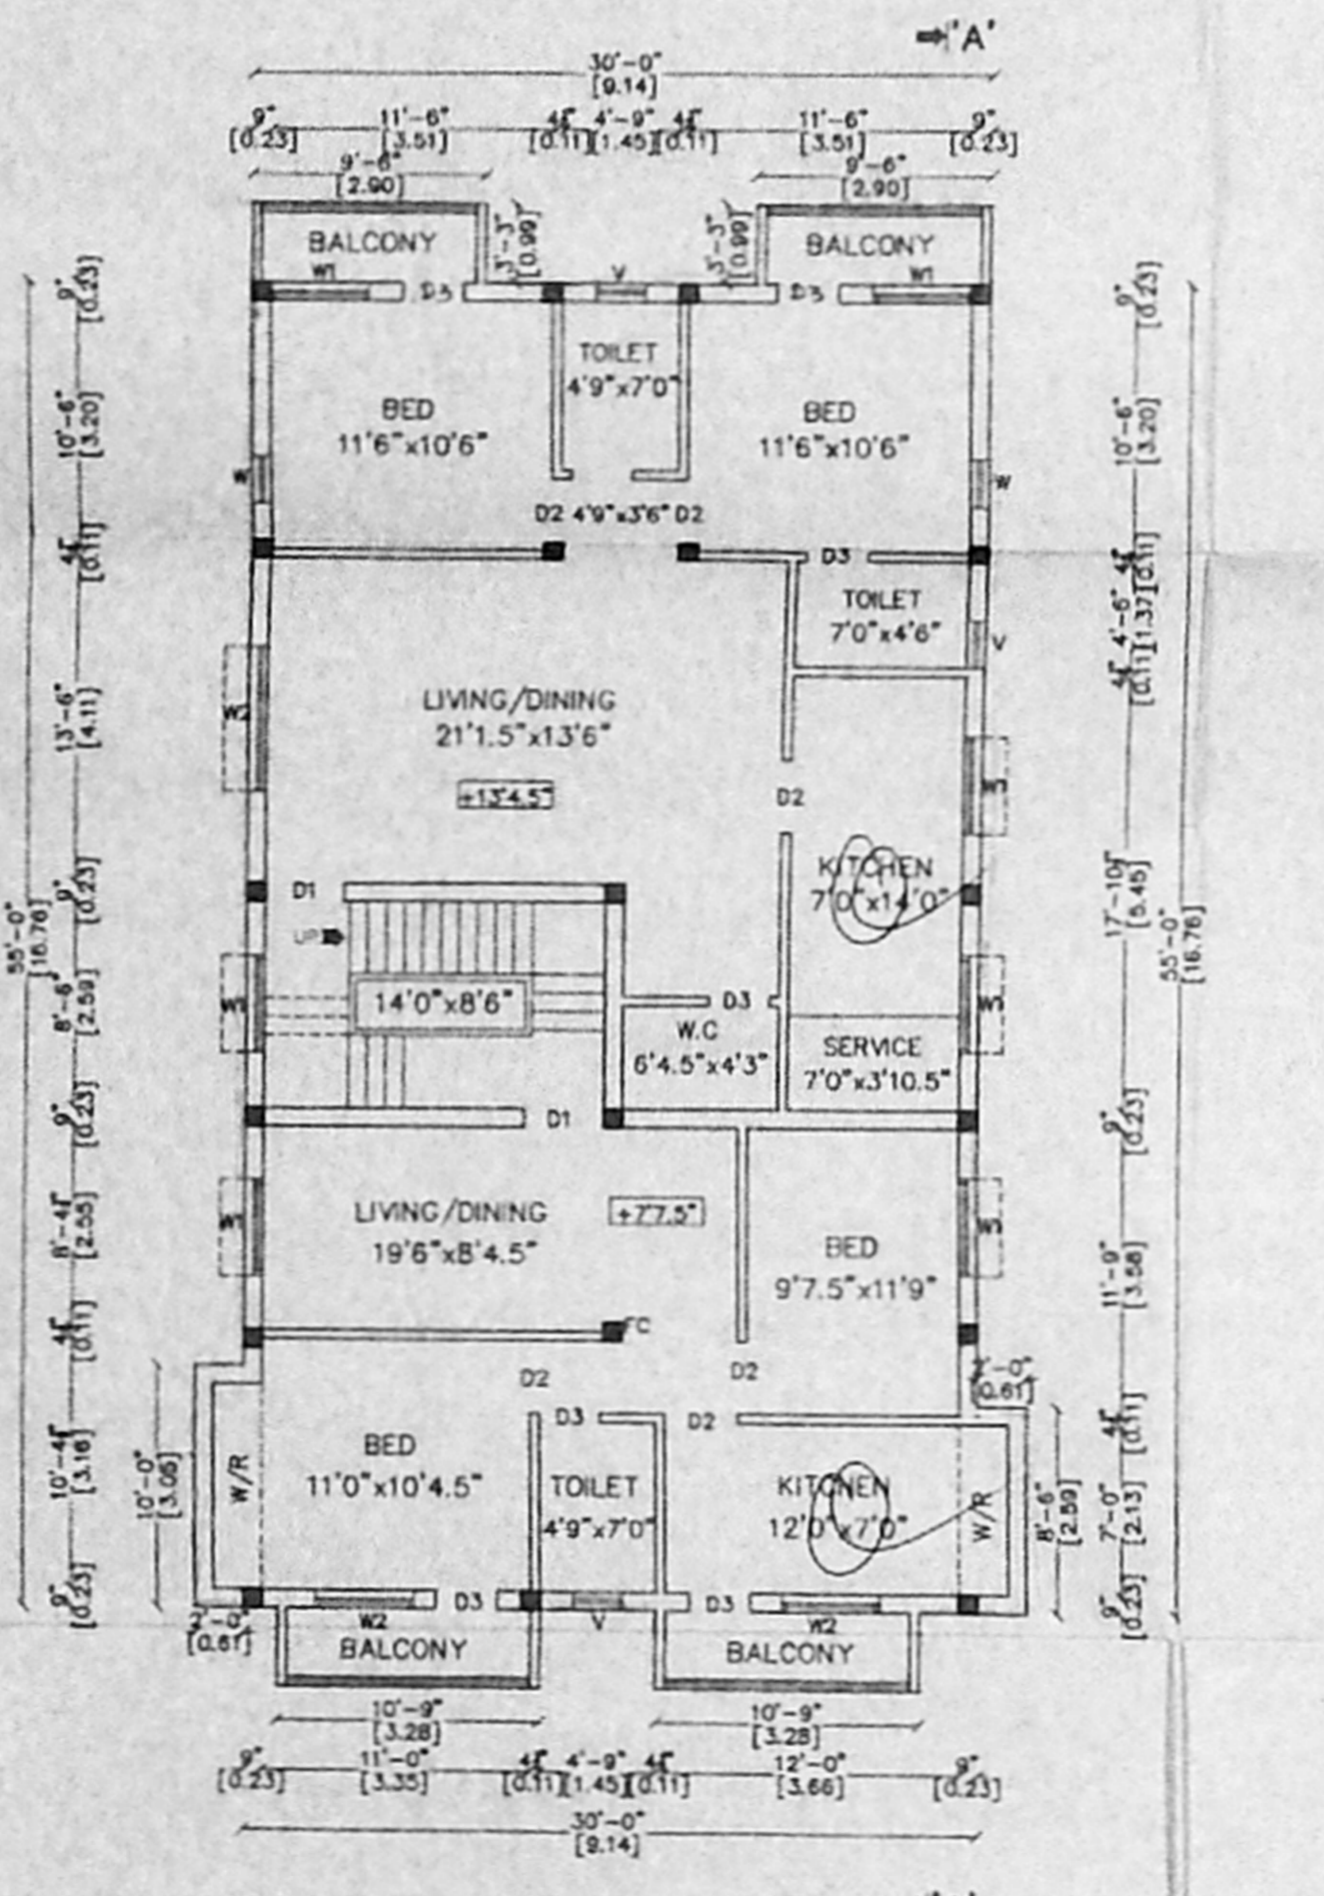 'A'
30'-0"
[9.14]
9" 11'-6" 4½" 4'-9" 4½" 11'-6" 9"
[0.23] [3.51] [0.11] [1.45] [0.11] [3.51] [0.23]
9'-6" 9'-6"
[2.90] [2.90]
BALCONY 3'-3" [0.99] 3'-3" [0.99] BALCONY
W1 V W1
D3 D3
9" [0.23] 9" [0.23]
TOILET
4'9"x7'0"
BED BED
11'6"x10'6" 11'6"x10'6"
10'-6" [3.20] 10'-6" [3.20]
W W
D2 4'9"x3'6" D2
4½" [0.11] D3 4½" [0.11]
TOILET
7'0"x4'6"
4'-6" [1.37]
V
4½" [0.11]
LIVING/DINING
21'1.5"x13'6"
13'-6" [4.11]
+13'4.5"
D2
KITCHEN
7'0"x14'0"
9" [0.23] D1
17'-10½" [5.45]
UP
55'-0" [16.76] 55'-0" [16.76]
8'-6" [2.59]
14'0"x8'6"
D3
W.C
6'4.5"x4'3"
SERVICE
7'0"x3'10.5"
9" [0.23] D1 9" [0.23]
LIVING/DINING +7'7.5"
19'6"x8'4.5"
8'-4½" [2.55]
BED
9'7.5"x11'9"
11'-9" [3.58]
4½" [0.11] FC
D2 D2
2'-0"
[0.61]
D3 D2
4½" [0.11]
BED
11'0"x10'4.5"
10'-4½" [3.16] 10'-0" [3.05] W/R
TOILET
4'9"x7'0"
KITCHEN
12'0"x7'0"
W/R 8'-6" [2.59] 7'-0" [2.13]
9" [0.23] D3 D3 9" [0.23]
2'-0" W2 V W2
[0.61] BALCONY BALCONY
10'-9" 10'-9"
[3.28] [3.28]
9" 11'-0" 4½" 4'-9" 4½" 12'-0" 9"
[0.23] [3.35] [0.11] [1.45] [0.11] [3.66] [0.23]
30'-0"
[9.14]